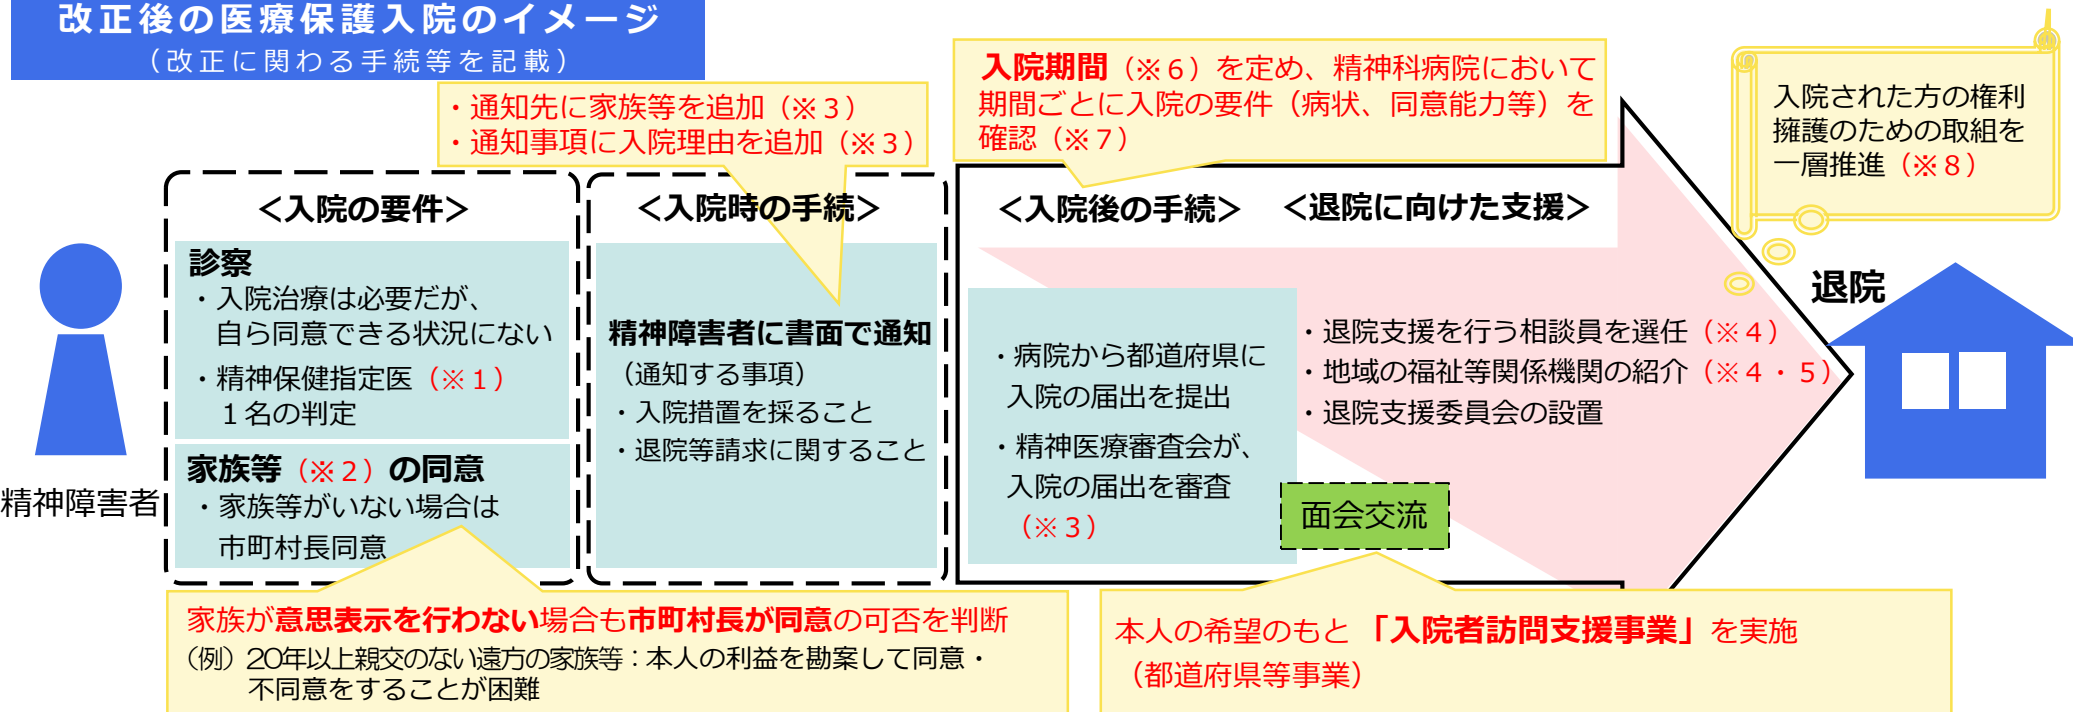 改正後の医療保護入院のイメージ
（改正に関わる手続等を記載）
・通知先に家族等を追加（※３）
・通知事項に入院理由を追加（※３）
入院期間（※６）を定め、精神科病院において
期間ごとに入院の要件（病状、同意能力等）を
確認（※７）
入院された方の権利
擁護のための取組を
一層推進（※８）
精神障害者
＜入院の要件＞
診察
・入院治療は必要だが、
自ら同意できる状況にない
・精神保健指定医（※１）
１名の判定
家族等（※２）の同意
・家族等がいない場合は
市町村長同意
＜入院時の手続＞
精神障害者に書面で通知
（通知する事項）
・入院措置を採ること
・退院等請求に関すること
＜入院後の手続＞
・病院から都道府県に
入院の届出を提出
・精神医療審査会が、
入院の届出を審査
（※３）
＜退院に向けた支援＞
・退院支援を行う相談員を選任（※４）
・地域の福祉等関係機関の紹介（※４・５）
・退院支援委員会の設置
面会交流
退院
家族が意思表示を行わない場合も市町村長が同意の可否を判断
（例）20年以上親交のない遠方の家族等：本人の利益を勘案して同意・
不同意をすることが困難
本人の希望のもと「入院者訪問支援事業」を実施
（都道府県等事業）